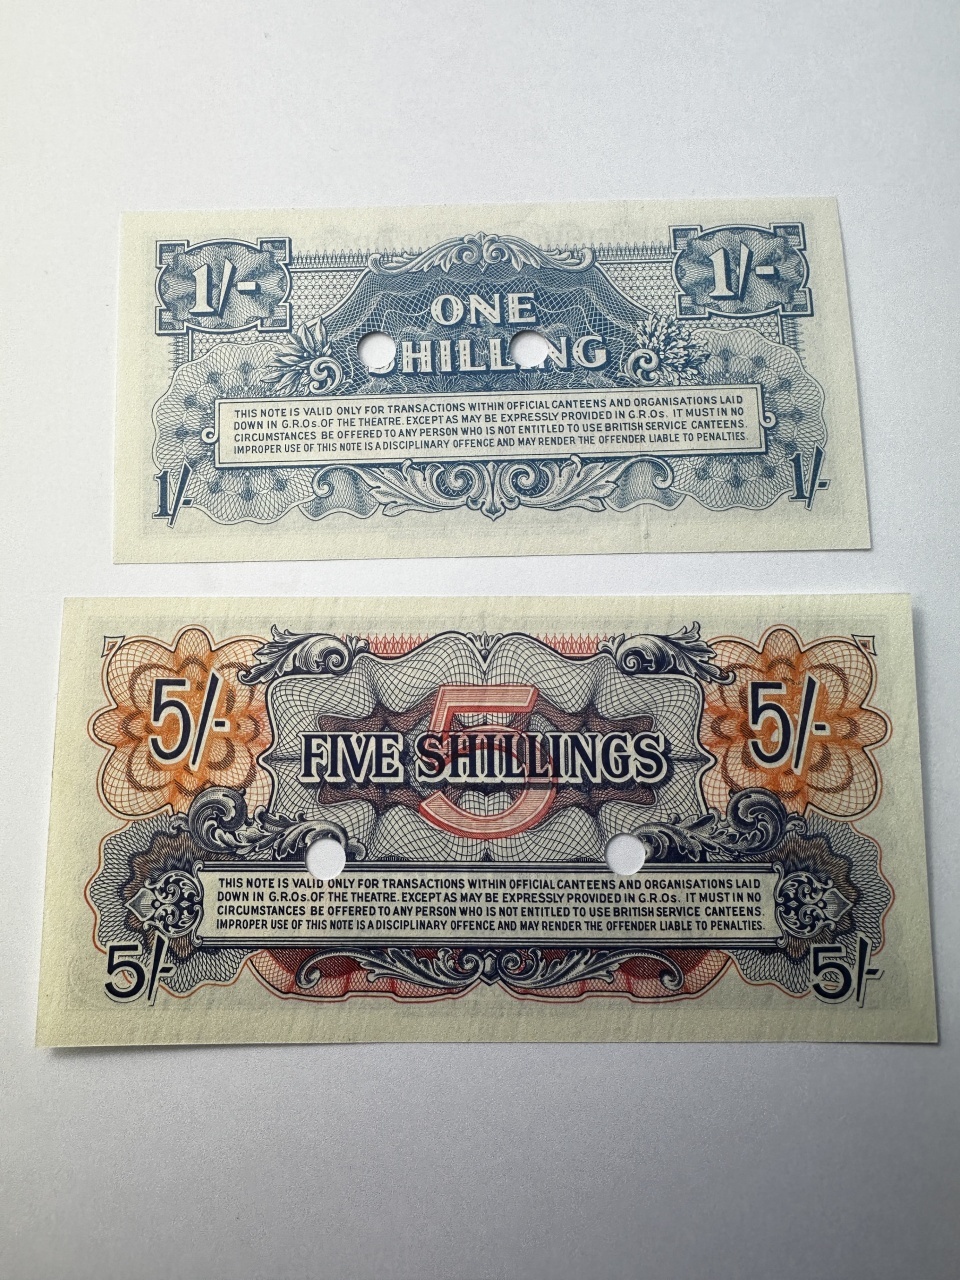 1/- 1/-
ONE
SHILLING
THIS NOTE IS VALID ONLY FOR TRANSACTIONS WITHIN OFFICIAL CANTEENS AND ORGANISATIONS LAID
DOWN IN G.R.Os. OF THE THEATRE. EXCEPT AS MAY BE EXPRESSLY PROVIDED IN G.R.Os. IT MUST IN NO
CIRCUMSTANCES BE OFFERED TO ANY PERSON WHO IS NOT ENTITLED TO USE BRITISH SERVICE CANTEENS.
IMPROPER USE OF THIS NOTE IS A DISCIPLINARY OFFENCE AND MAY RENDER THE OFFENDER LIABLE TO PENALTIES.
1/- 1/-
5/- 5 5/-
FIVE SHILLINGS
THIS NOTE IS VALID ONLY FOR TRANSACTIONS WITHIN OFFICIAL CANTEENS AND ORGANISATIONS LAID
DOWN IN G.R.Os. OF THE THEATRE. EXCEPT AS MAY BE EXPRESSLY PROVIDED IN G.R.Os. IT MUST IN NO
CIRCUMSTANCES BE OFFERED TO ANY PERSON WHO IS NOT ENTITLED TO USE BRITISH SERVICE CANTEENS.
IMPROPER USE OF THIS NOTE IS A DISCIPLINARY OFFENCE AND MAY RENDER THE OFFENDER LIABLE TO PENALTIES.
5/- 5/-